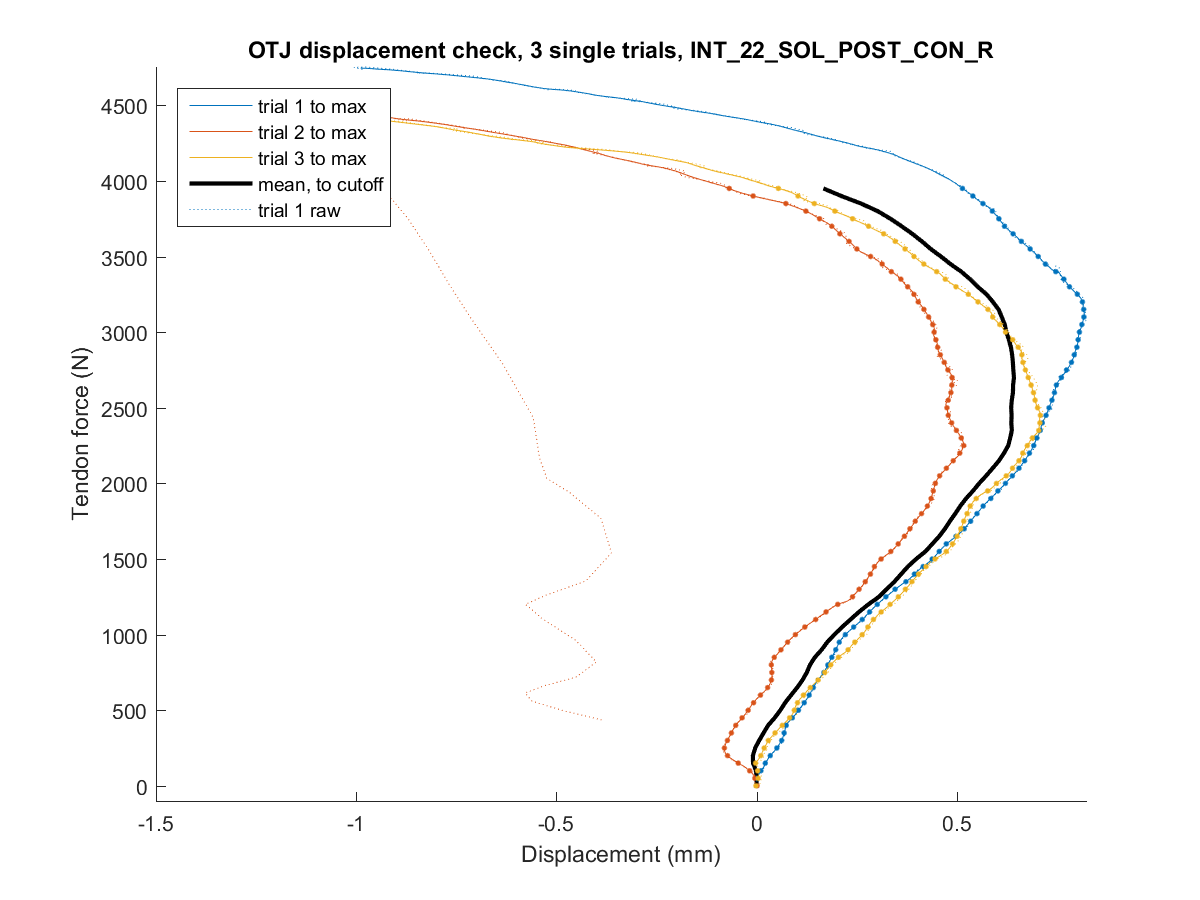 OTJ displacement check, 3 single trials, INT_22_SOL_POST_CON_R
trial 1 to max
trial 2 to max
trial 3 to max
mean, to cutoff
trial 1 raw
Tendon force (N)
4500
4000
3500
3000
2500
2000
1500
1000
500
0
-1.5
-1
-0.5
0
0.5
Displacement (mm)